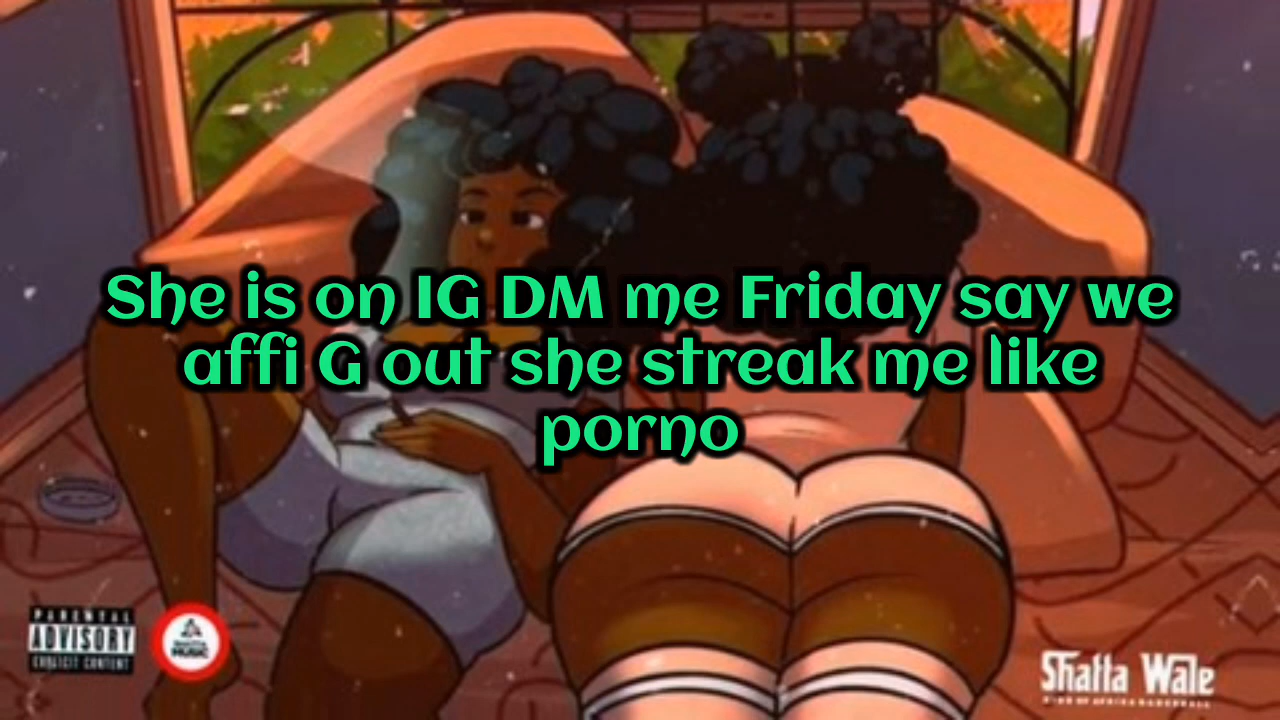 She is on IG DM me Friday say we
affi G out she streak me like
porno
PARENTAL
ADVISORY
EXPLICIT CONTENT
MUSIC
Shatta Wale